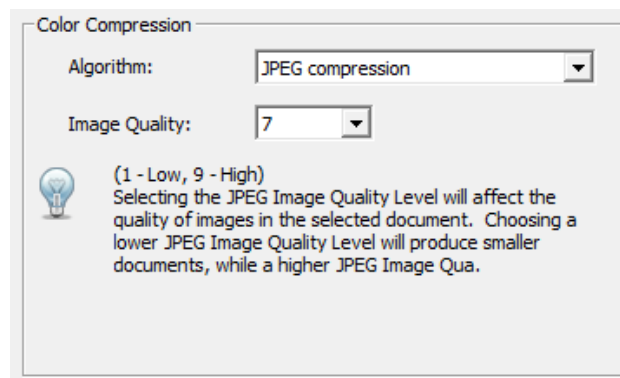 Color Compression
Algorithm: JPEG compression
Image Quality: 7
(1 - Low, 9 - High)
Selecting the JPEG Image Quality Level will affect the
quality of images in the selected document.  Choosing a
lower JPEG Image Quality Level will produce smaller
documents, while a higher JPEG Image Qua.